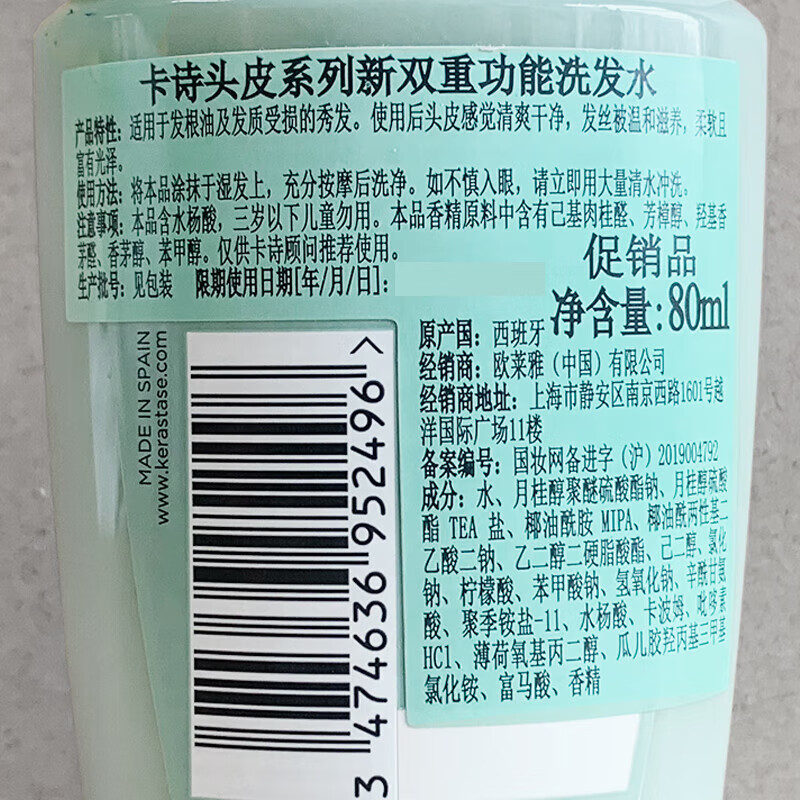 卡诗头皮系列新双重功能洗发水
产品特性：适用于发根油及发质受损的秀发。使用后头皮感觉清爽干净，发丝被温和滋养，柔软且
富有光泽。
使用方法：将本品涂抹于湿发上，充分按摩后洗净。如不慎入眼，请立即用大量清水冲洗。
注意事项：本品含水杨酸，三岁以下儿童勿用。本品香精原料中含有己基肉桂醛、芳樟醇、羟基香
茅醛、香茅醇、苯甲醇。仅供卡诗顾问推荐使用。
生产批号：见包装 限期使用日期[年/月/日]：
促销品
净含量：80ml
原产国：西班牙
经销商：欧莱雅（中国）有限公司
经销商地址：上海市静安区南京西路1601号越
洋国际广场11楼
备案编号：国妆网备进字（沪）2019004792
成分：水、月桂醇聚醚硫酸酯钠、月桂醇硫酸
酯 TEA 盐、椰油酰胺 MIPA、椰油酰两性基二
乙酸二钠、乙二醇二硬脂酸酯、己二醇、氯化
钠、柠檬酸、苯甲酸钠、氢氧化钠、辛酰甘氨
酸、聚季铵盐-11、水杨酸、卡波姆、吡哆素
HCl、薄荷氧基丙二醇、瓜儿胶羟丙基三甲基
氯化铵、富马酸、香精
MADE IN SPAIN
www.kerastase.com
3 474636 952496 >